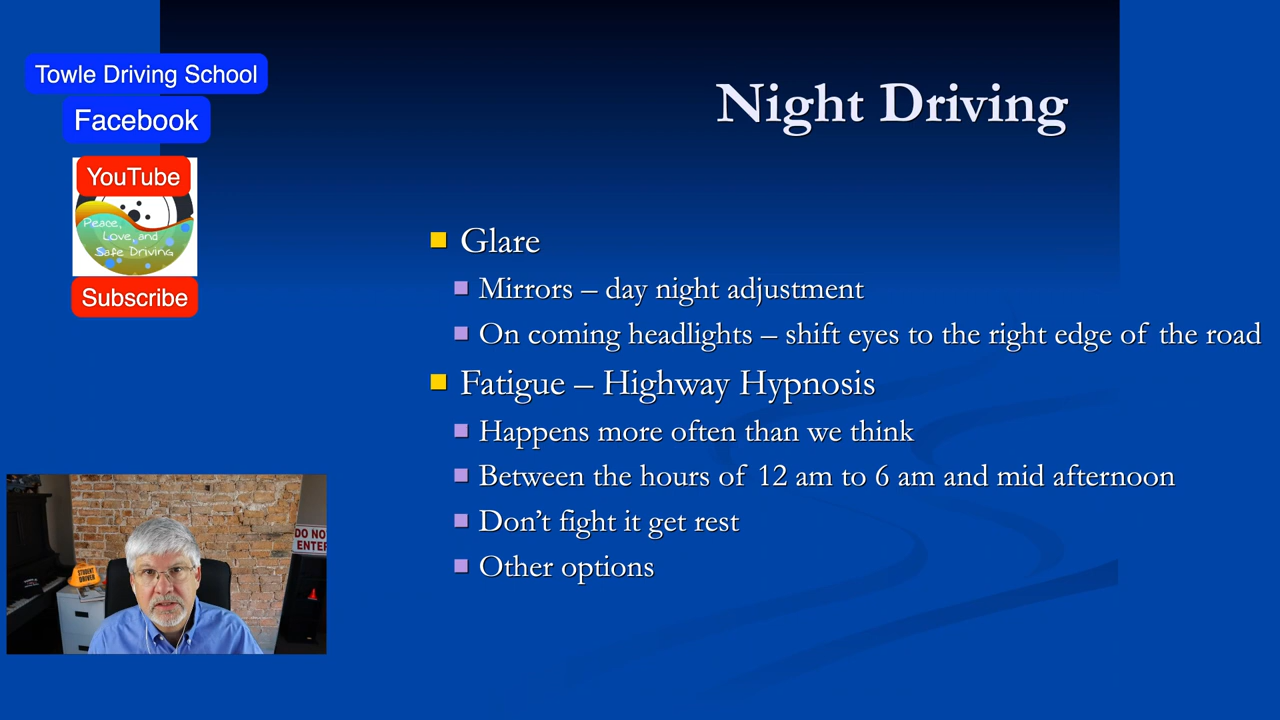 Towle Driving School
Facebook
YouTube
Peace,
Love, and
Safe Driving
Subscribe
Night Driving
Glare
Mirrors – day night adjustment
On coming headlights – shift eyes to the right edge of the road
Fatigue – Highway Hypnosis
Happens more often than we think
Between the hours of 12 am to 6 am and mid afternoon
Don’t fight it get rest
Other options
DO NO
ENTER
STUDENT
DRIVER